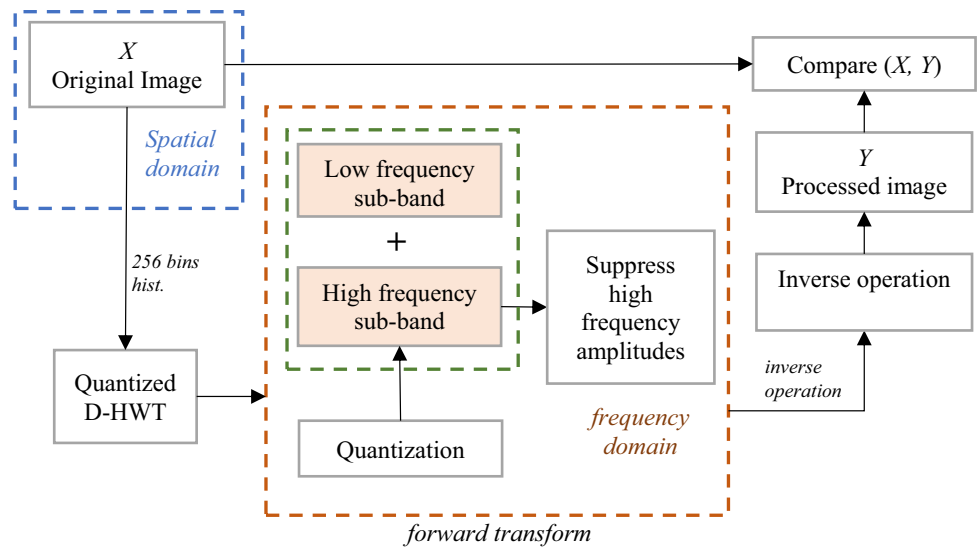 X
Original Image
Spatial
domain
256 bins
hist.
Quantized
D-HWT
Low frequency
sub-band
+
High frequency
sub-band
Quantization
Suppress
high
frequency
amplitudes
frequency
domain
forward transform
inverse
operation
Inverse operation
Y
Processed image
Compare (X, Y)